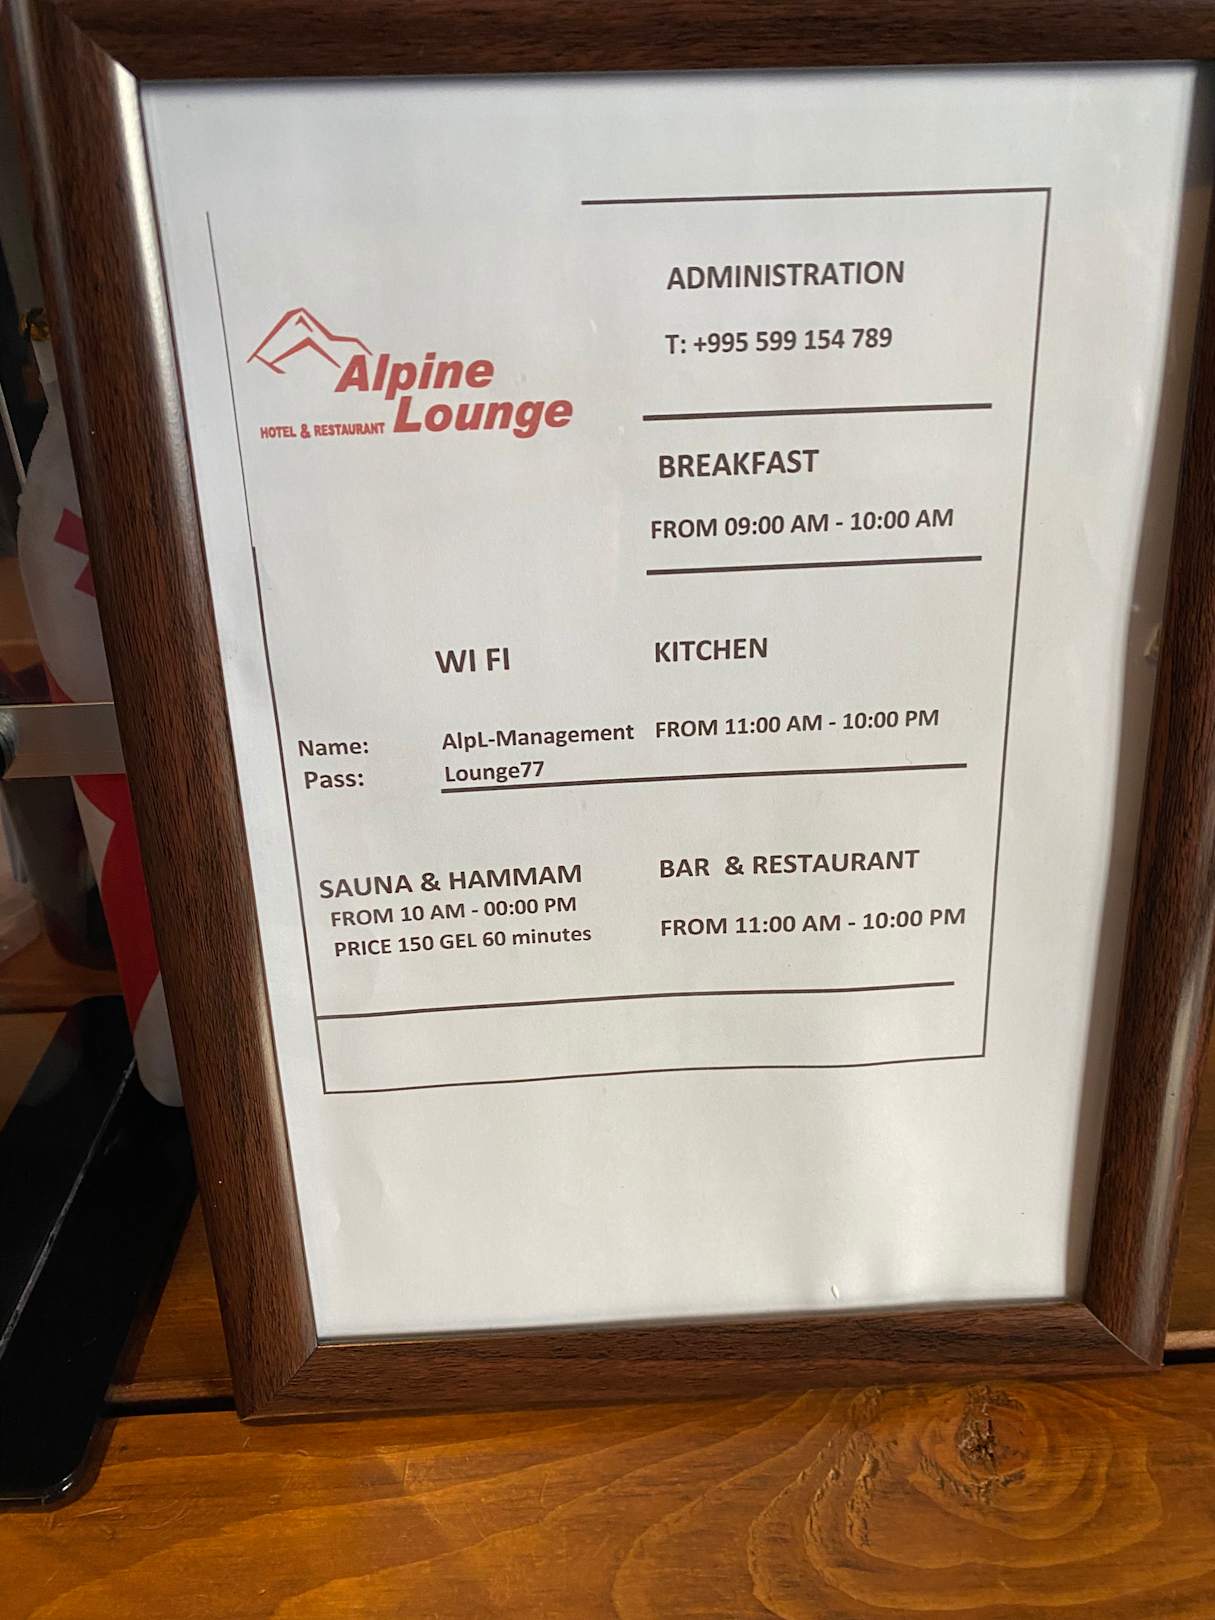 Alpine
HOTEL & RESTAURANT Lounge
ADMINISTRATION
T: +995 599 154 789
BREAKFAST
FROM 09:00 AM - 10:00 AM
WI FI
Name: AlpL-Management
Pass: Lounge77
KITCHEN
FROM 11:00 AM - 10:00 PM
SAUNA & HAMMAM
FROM 10 AM - 00:00 PM
PRICE 150 GEL 60 minutes
BAR & RESTAURANT
FROM 11:00 AM - 10:00 PM